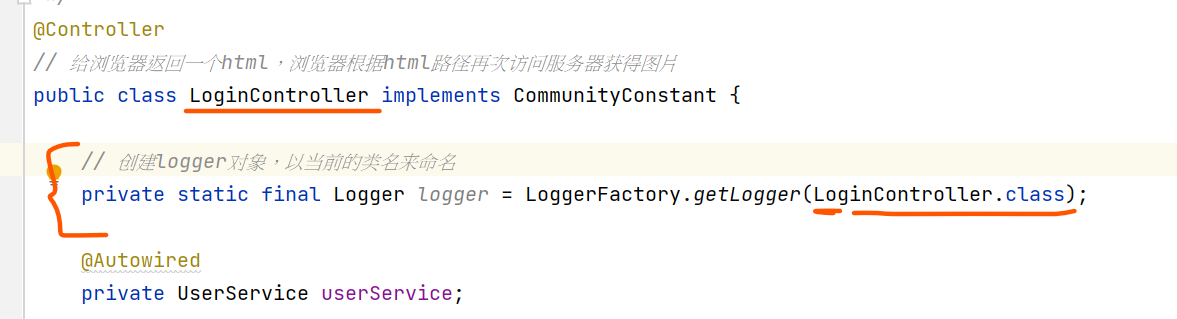 */
@Controller
// 给浏览器返回一个html，浏览器根据html路径再次访问服务器获得图片
public class LoginController implements CommunityConstant {
// 创建logger对象，以当前的类名来命名
private static final Logger logger = LoggerFactory.getLogger(LoginController.class);
@Autowired
private UserService userService;